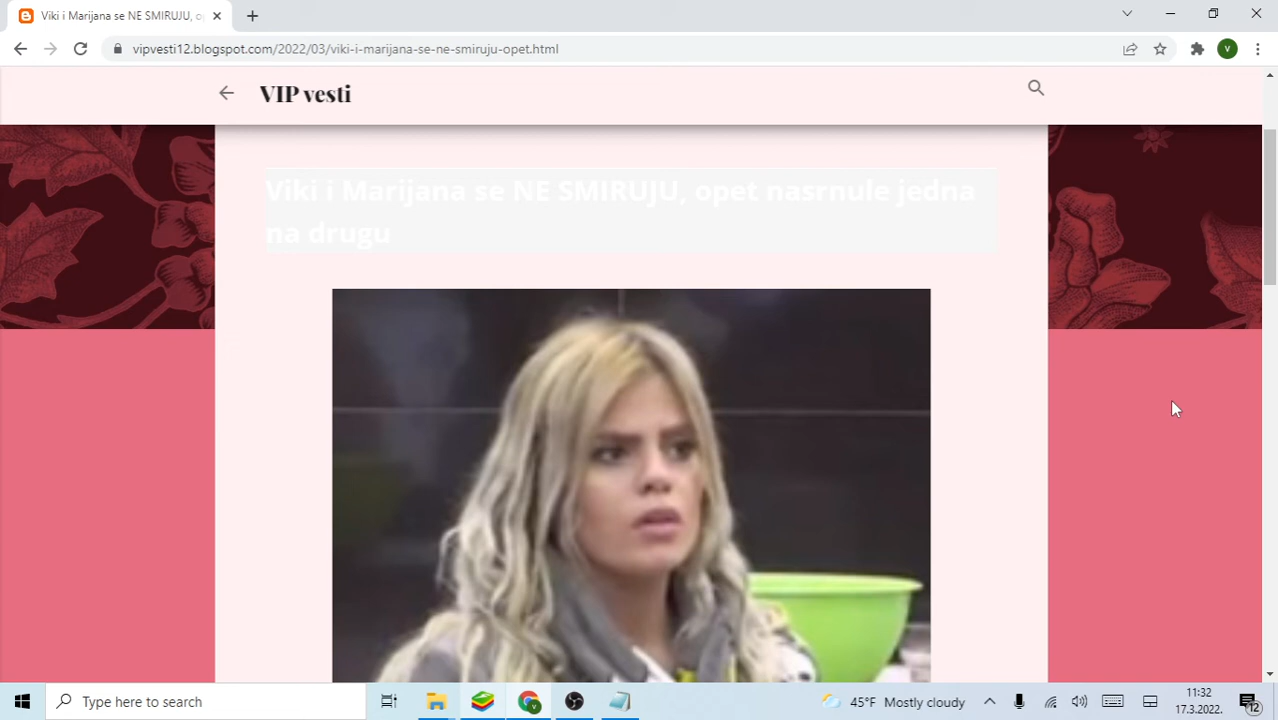 Viki i Marijana se NE SMIRUJU, o
vipvesti12.blogspot.com/2022/03/viki-i-marijana-se-ne-smiruju-opet.html
V
VIP vesti
Viki i Marijana se NE SMIRUJU, opet nasrnule jedna
na drugu
Type here to search
45°F Mostly cloudy
11:32
17.3.2022.
12